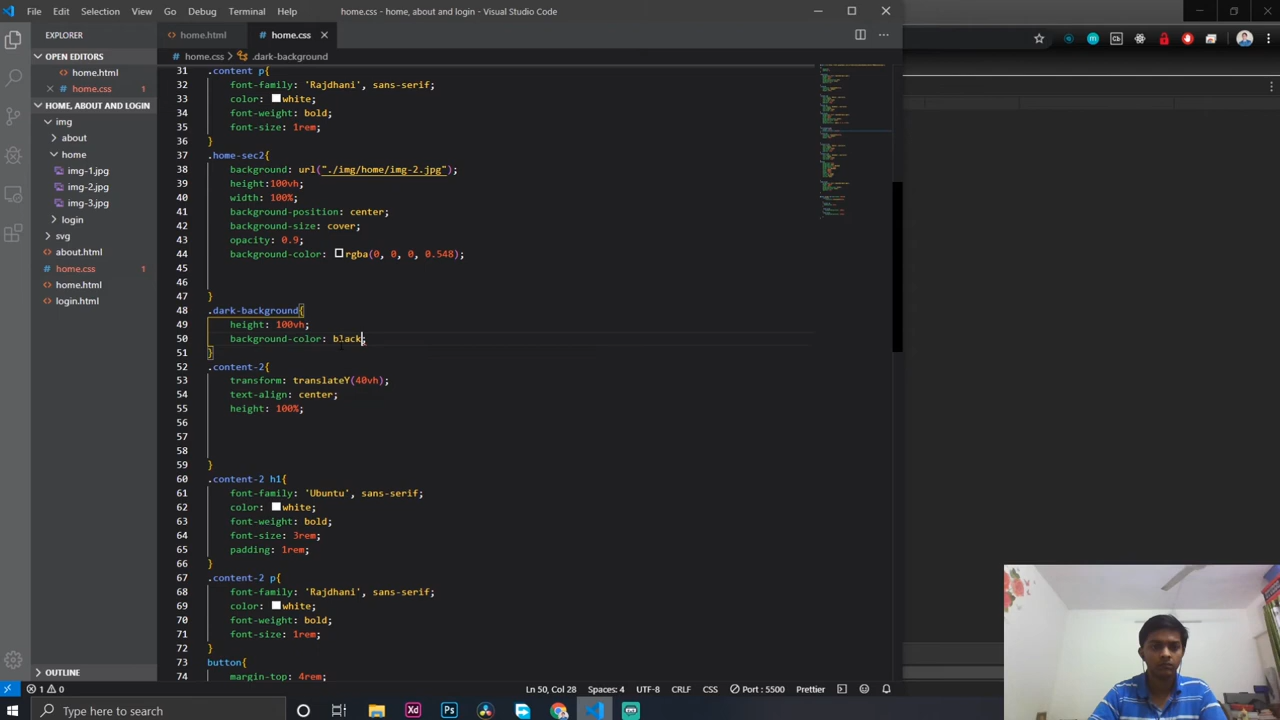 File Edit Selection View Go Debug Terminal Help
home.css - home, about and login - Visual Studio Code
EXPLORER
home.html
home.css
OPEN EDITORS
home.html
home.css 1
HOME, ABOUT AND LOGIN
img
about
home
img-1.jpg
img-2.jpg
img-3.jpg
login
svg
about.html
home.css 1
home.html
login.html
OUTLINE
home.css > .dark-background
31 .content p{
32 font-family: 'Rajdhani', sans-serif;
33 color: white;
34 font-weight: bold;
35 font-size: 1rem;
36 }
37 .home-sec2{
38 background: url("./img/home/img-2.jpg");
39 height:100vh;
40 width: 100%;
41 background-position: center;
42 background-size: cover;
43 opacity: 0.9;
44 background-color: rgba(0, 0, 0, 0.548);
45
46
47 }
48 .dark-background{
49 height: 100vh;
50 background-color: black;
51 }
52 .content-2{
53 transform: translateY(40vh);
54 text-align: center;
55 height: 100%;
56
57
58
59 }
60 .content-2 h1{
61 font-family: 'Ubuntu', sans-serif;
62 color: white;
63 font-weight: bold;
64 font-size: 3rem;
65 padding: 1rem;
66 }
67 .content-2 p{
68 font-family: 'Rajdhani', sans-serif;
69 color: white;
70 font-weight: bold;
71 font-size: 1rem;
72 }
73 button{
74 margin-top: 4rem;
1 0
Ln 50, Col 28 Spaces: 4 UTF-8 CRLF CSS Port : 5500 Prettier
Type here to search
Xd Ps